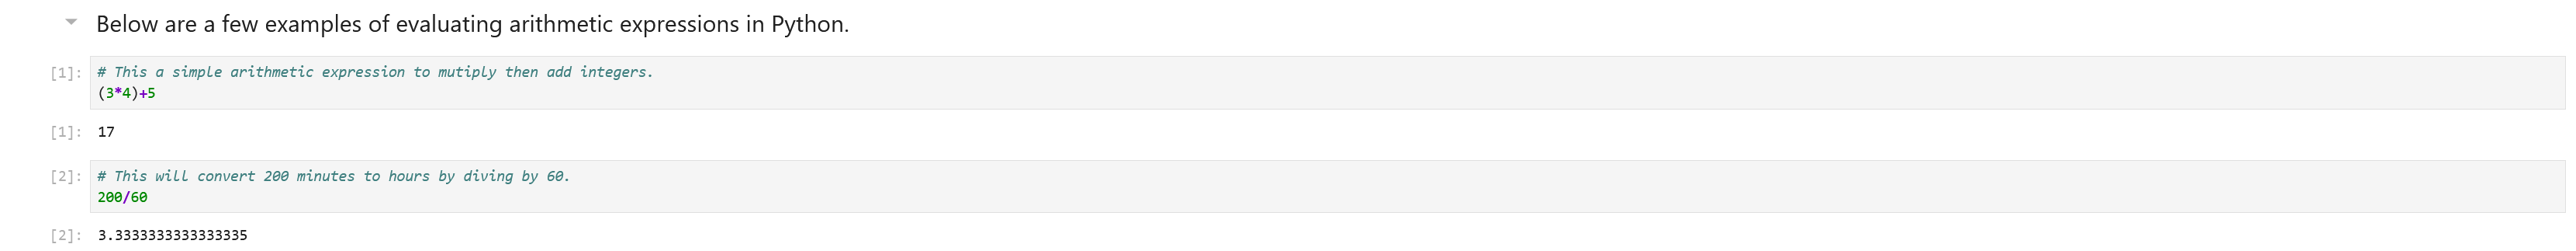 Below are a few examples of evaluating arithmetic expressions in Python.
[1]: # This a simple arithmetic expression to mutiply then add integers.
(3*4)+5
[1]: 17
[2]: # This will convert 200 minutes to hours by diving by 60.
200/60
[2]: 3.3333333333333335